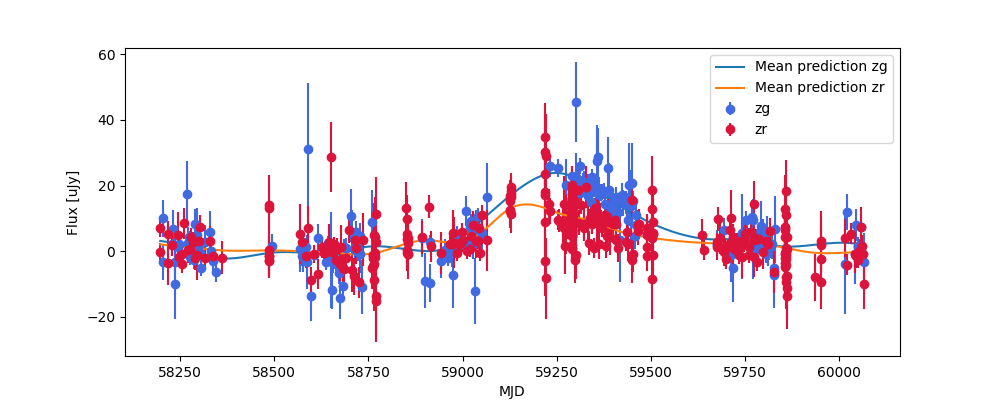 60
40
20
0
−20
Flux [uJy]
58250 58500 58750 59000 59250 59500 59750 60000
MJD
Mean prediction zg
Mean prediction zr
zg
zr